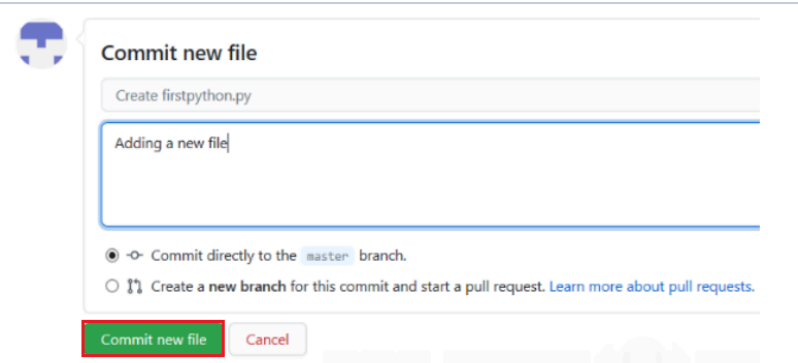 Commit new file
Create firstpython.py
Adding a new file
Commit directly to the master branch.
Create a new branch for this commit and start a pull request. Learn more about pull requests.
Commit new file Cancel